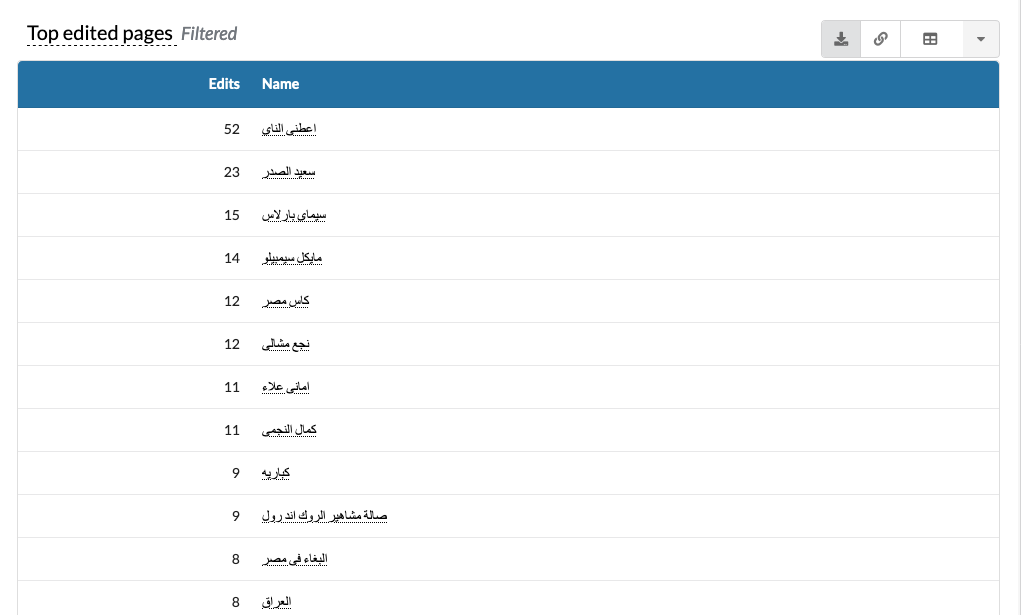 Top edited pages Filtered
Edits Name
52 اعطنى الناي
23 سعيد الصدر
15 سيماي بارلاس
14 مايكل سيمبيلو
12 كاس مصر
12 نجع مشالى
11 امانى علاء
11 كمال النجمى
9 كباريه
9 صالة مشاهير الروك اند رول
8 البغاء فى مصر
8 العراق